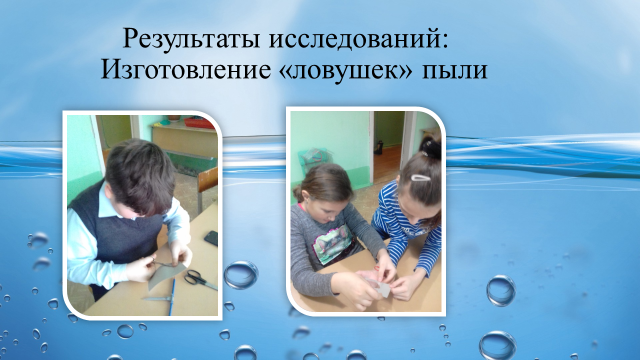 Результаты исследований:
Изготовление «ловушек» пыли